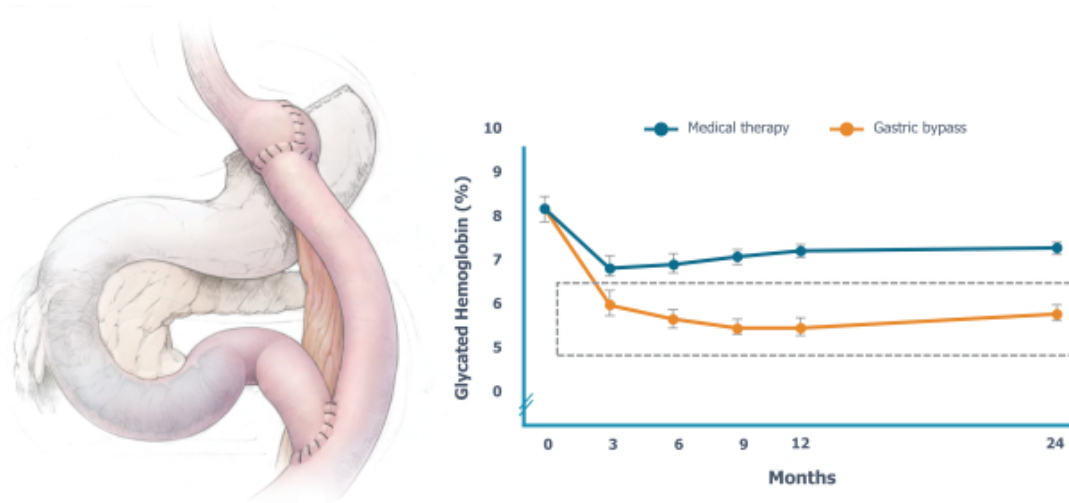 Medical therapy
Gastric bypass
Glycated Hemoglobin (%)
10
9
8
7
6
5
0
0 3 6 9 12 24
Months